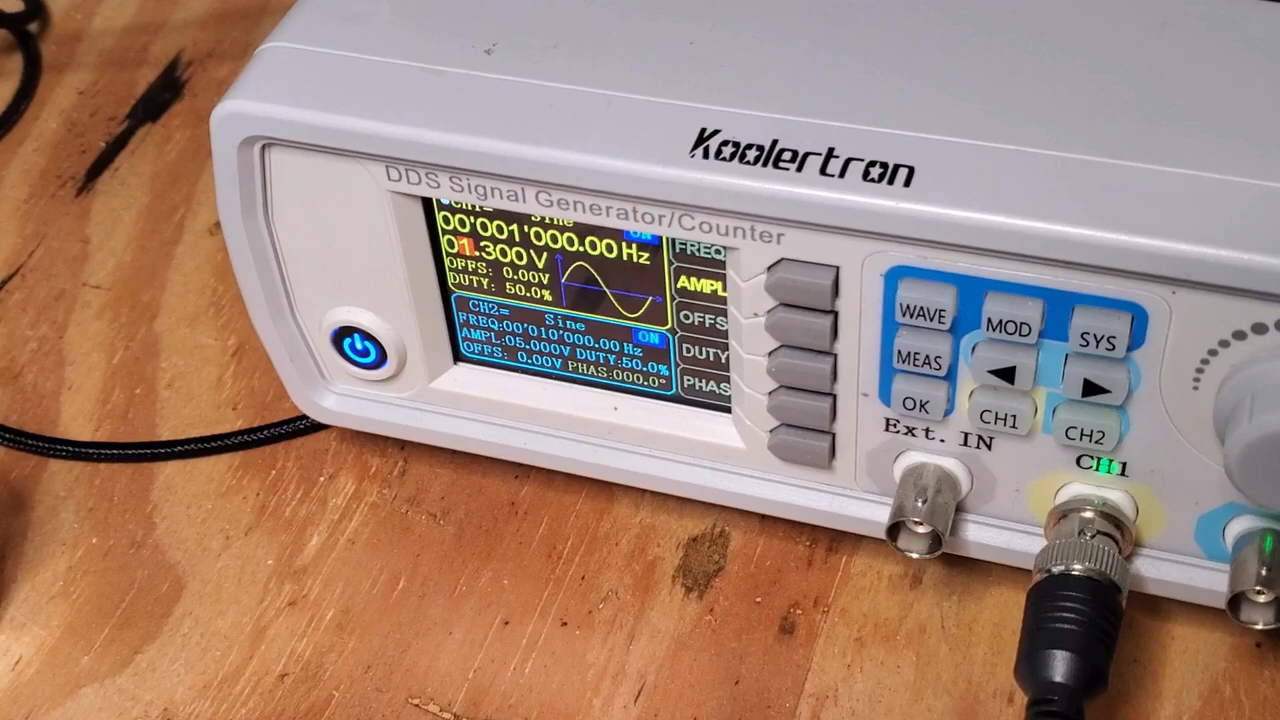 Koolertron
DDS Signal Generator/Counter
CH1= Sine
ON
00'001'000.00 Hz
01.300 V
OFFS: 0.00V
DUTY: 50.0%
CH2= Sine
ON
FREQ:00'010'000.00 Hz
AMPL:05.000V DUTY:50.0%
OFFS: 0.00V PHAS:000.0°
FREQ
AMPL
OFFS
DUTY
PHAS
WAVE MOD SYS
MEAS ◀ ▶
OK CH1 CH2
Ext. IN
CH1